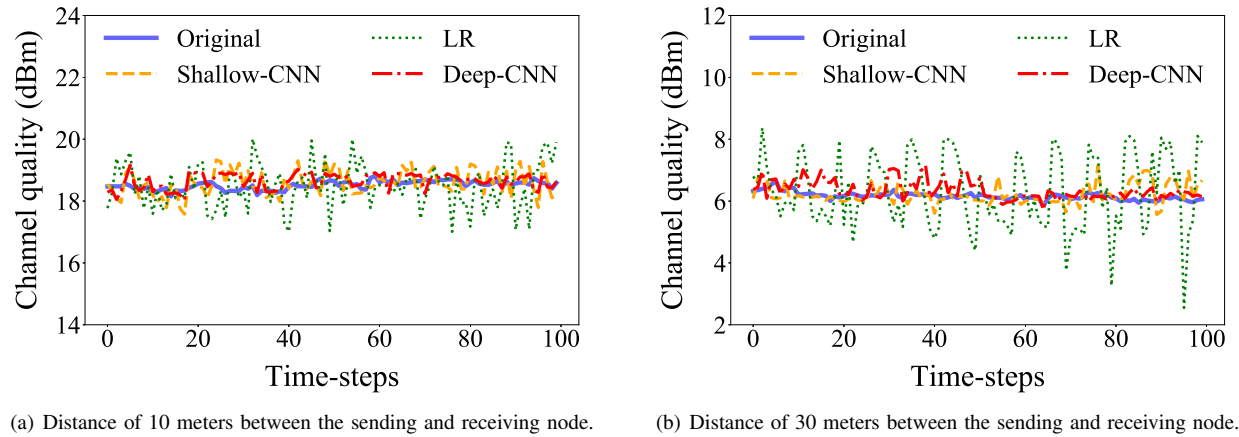 24
22
20
18
16
14
Channel quality (dBm)
Original
LR
Shallow-CNN
Deep-CNN
0 20 40 60 80 100
Time-steps
(a) Distance of 10 meters between the sending and receiving node.
12
10
8
6
4
2
Channel quality (dBm)
Original
LR
Shallow-CNN
Deep-CNN
0 20 40 60 80 100
Time-steps
(b) Distance of 30 meters between the sending and receiving node.